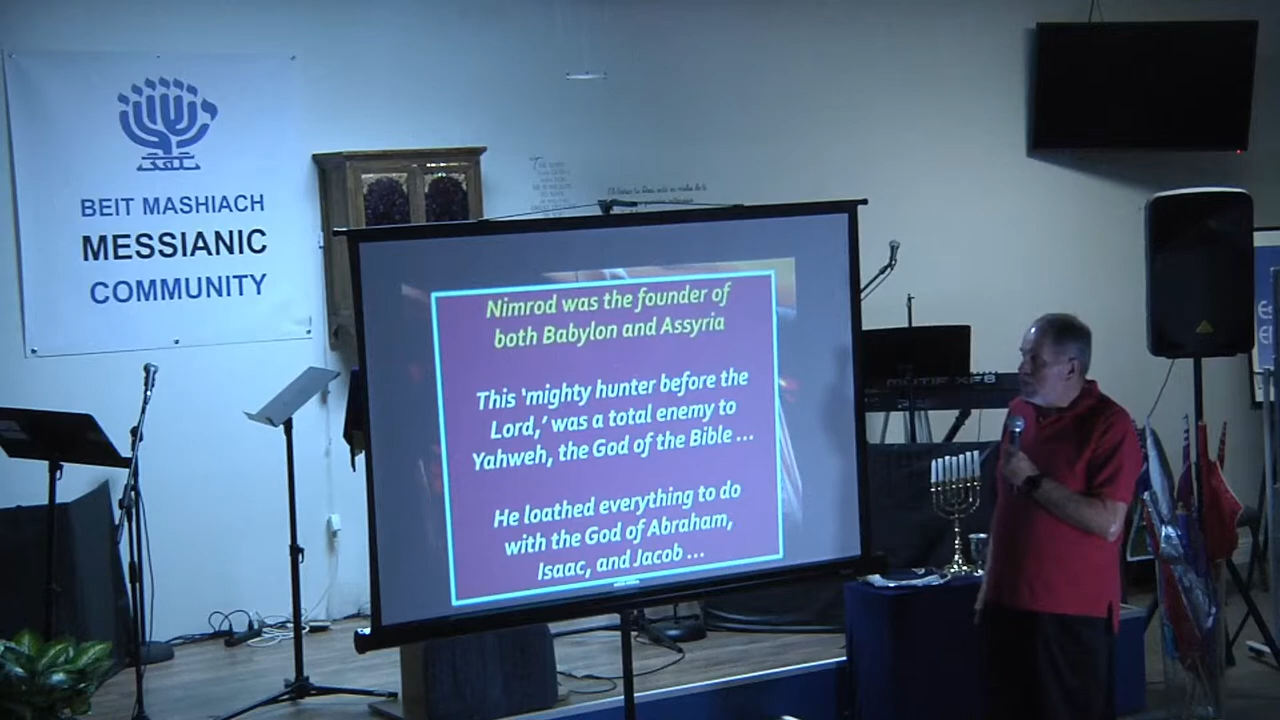 BEIT MASHIACH
MESSIANIC
COMMUNITY
Nimrod was the founder of
both Babylon and Assyria
This ‘mighty hunter before the
Lord,’ was a total enemy to
Yahweh, the God of the Bible ...
He loathed everything to do
with the God of Abraham,
Isaac, and Jacob ...
MOTIF XF8